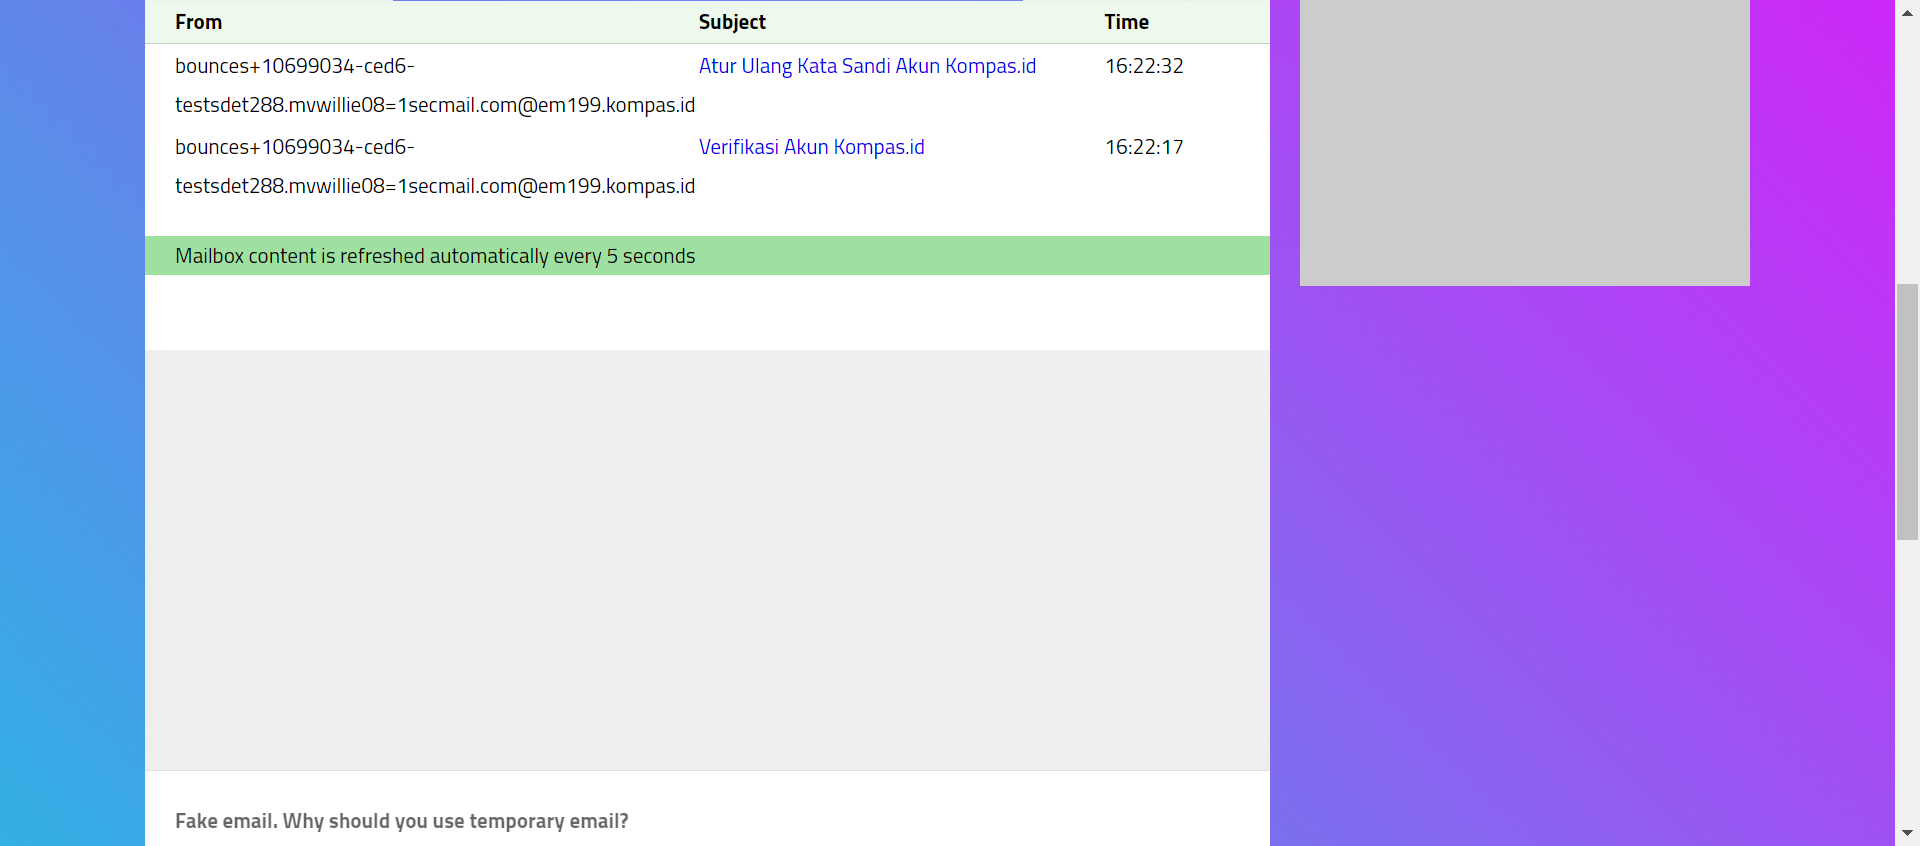 From Subject Time
bounces+10699034-ced6- Atur Ulang Kata Sandi Akun Kompas.id 16:22:32
testsdet288.mvwillie08=1secmail.com@em199.kompas.id
bounces+10699034-ced6- Verifikasi Akun Kompas.id 16:22:17
testsdet288.mvwillie08=1secmail.com@em199.kompas.id
Mailbox content is refreshed automatically every 5 seconds
Fake email. Why should you use temporary email?